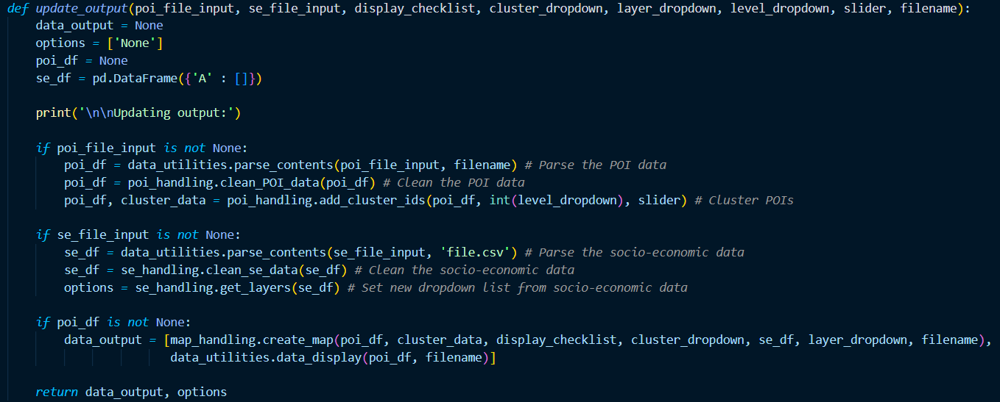 def update_output(poi_file_input, se_file_input, display_checklist, cluster_dropdown, layer_dropdown, level_dropdown, slider, filename):
    data_output = None
    options = ['None']
    poi_df = None
    se_df = pd.DataFrame({'A' : []})

    print('\n\nUpdating output:')

    if poi_file_input is not None:
        poi_df = data_utilities.parse_contents(poi_file_input, filename) # Parse the POI data
        poi_df = poi_handling.clean_POI_data(poi_df) # Clean the POI data
        poi_df, cluster_data = poi_handling.add_cluster_ids(poi_df, int(level_dropdown), slider) # Cluster POIs

    if se_file_input is not None:
        se_df = data_utilities.parse_contents(se_file_input, 'file.csv') # Parse the socio-economic data
        se_df = se_handling.clean_se_data(se_df) # Clean the socio-economic data
        options = se_handling.get_layers(se_df) # Set new dropdown list from socio-economic data

    if poi_df is not None:
        data_output = [map_handling.create_map(poi_df, cluster_data, display_checklist, cluster_dropdown, se_df, layer_dropdown, filename),
                       data_utilities.data_display(poi_df, filename)]

    return data_output, options